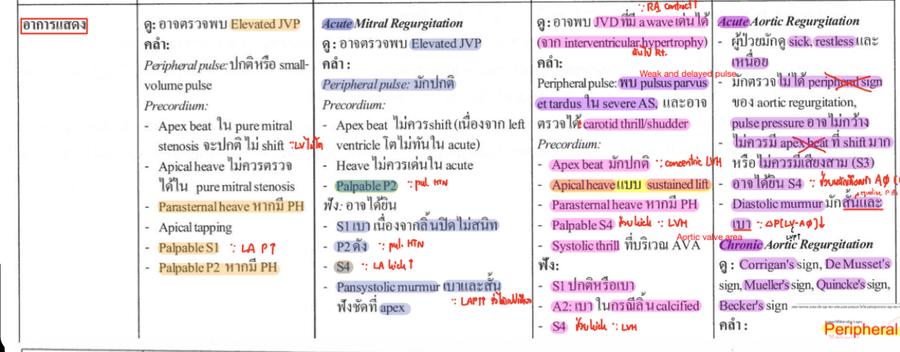 อาการแสดง
ดู: อาจตรวจพบ Elevated JVP
คลำ:
Peripheral pulse: ปกติหรือ small-
volume pulse
Precordium:
- Apex beat ใน pure mitral
stenosis จะปกติ ไม่ shift ∵LVไม่โต
- Apical heave ไม่ควรตรวจ
ได้ใน pure mitral stenosis
- Parasternal heave หากมี PH
- Apical tapping
- Palpable S1 ∵ LA P↑
- Palpable P2 หากมี PH
Acute Mitral Regurgitation
ดู: อาจตรวจพบ Elevated JVP
คลำ:
Peripheral pulse: มักปกติ
Precordium:
- Apex beat ไม่ควรshift (เนื่องจาก left
ventricle โตไม่ทันใน acute)
- Heave ไม่ควรเด่นใน acute
- Palpable P2 ∵ pul. HTN
ฟัง: อาจได้ยิน
- S1 เบา เนื่องจากลิ้นปิดไม่สนิท
- P2 ดัง ∵ pul. HTN
- S4 ∵ LA kick↑
- Pansystolic murmur เบาและสั้น
ฟังชัดที่ apex ∵ LAP↑↑
∵ RA contract↑
ดู: อาจพบ JVD ที่มี a wave เด่นได้
(จาก interventricular hypertrophy)
คลำ:
Weak and delayed pulse
Peripheral pulse: พบ pulsus parvus
et tardus ใน severe AS, และอาจ
ตรวจได้ carotid thrill/shudder
Precordium:
- Apex beat มักปกติ ∵ concentric LVH
- Apical heave แบบ sustained lift
- Parasternal heave หากมี PH
- Palpable S4 ∵ LVH
Aortic valve area
- Systolic thrill ที่บริเวณ AVA
ฟัง:
- S1 ปกติหรือเบา
- A2: เบา ในกรณีลิ้น calcified
- S4 ∵ LVH
Acute Aortic Regurgitation
- ผู้ป่วยมักดู sick, restless และ
เหนื่อย
- มักตรวจไม่ได้ peripheral sign
ของ aortic regurgitation,
pulse pressure อาจไม่กว้าง
- ไม่ควรมี apex beat ที่ shift มาก
หรือ ไม่ควรมีเสียงสาม (S3)
- อาจได้ยิน S4
- Diastolic murmur มักสั้นและ
เบา ∵ ΔP[LV-AO]↓
Chronic Aortic Regurgitation
ดู: Corrigan's sign, De Musset's
sign, Mueller's sign, Quincke's sign,
Becker's sign
คลำ: Peripheral